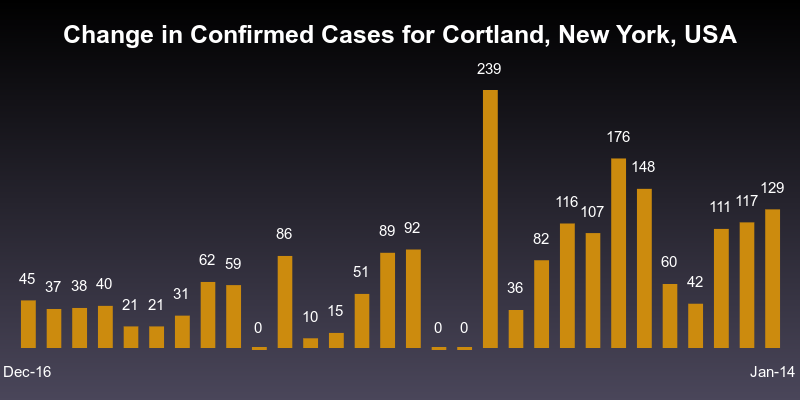 Change in Confirmed Cases for Cortland, New York, USA
45 37 38 40 21 21 31 62 59 0 86 10 15 51 89 92 0 0 239 36 82 116 107 176 148 60 42 111 117 129
Dec-16 Jan-14